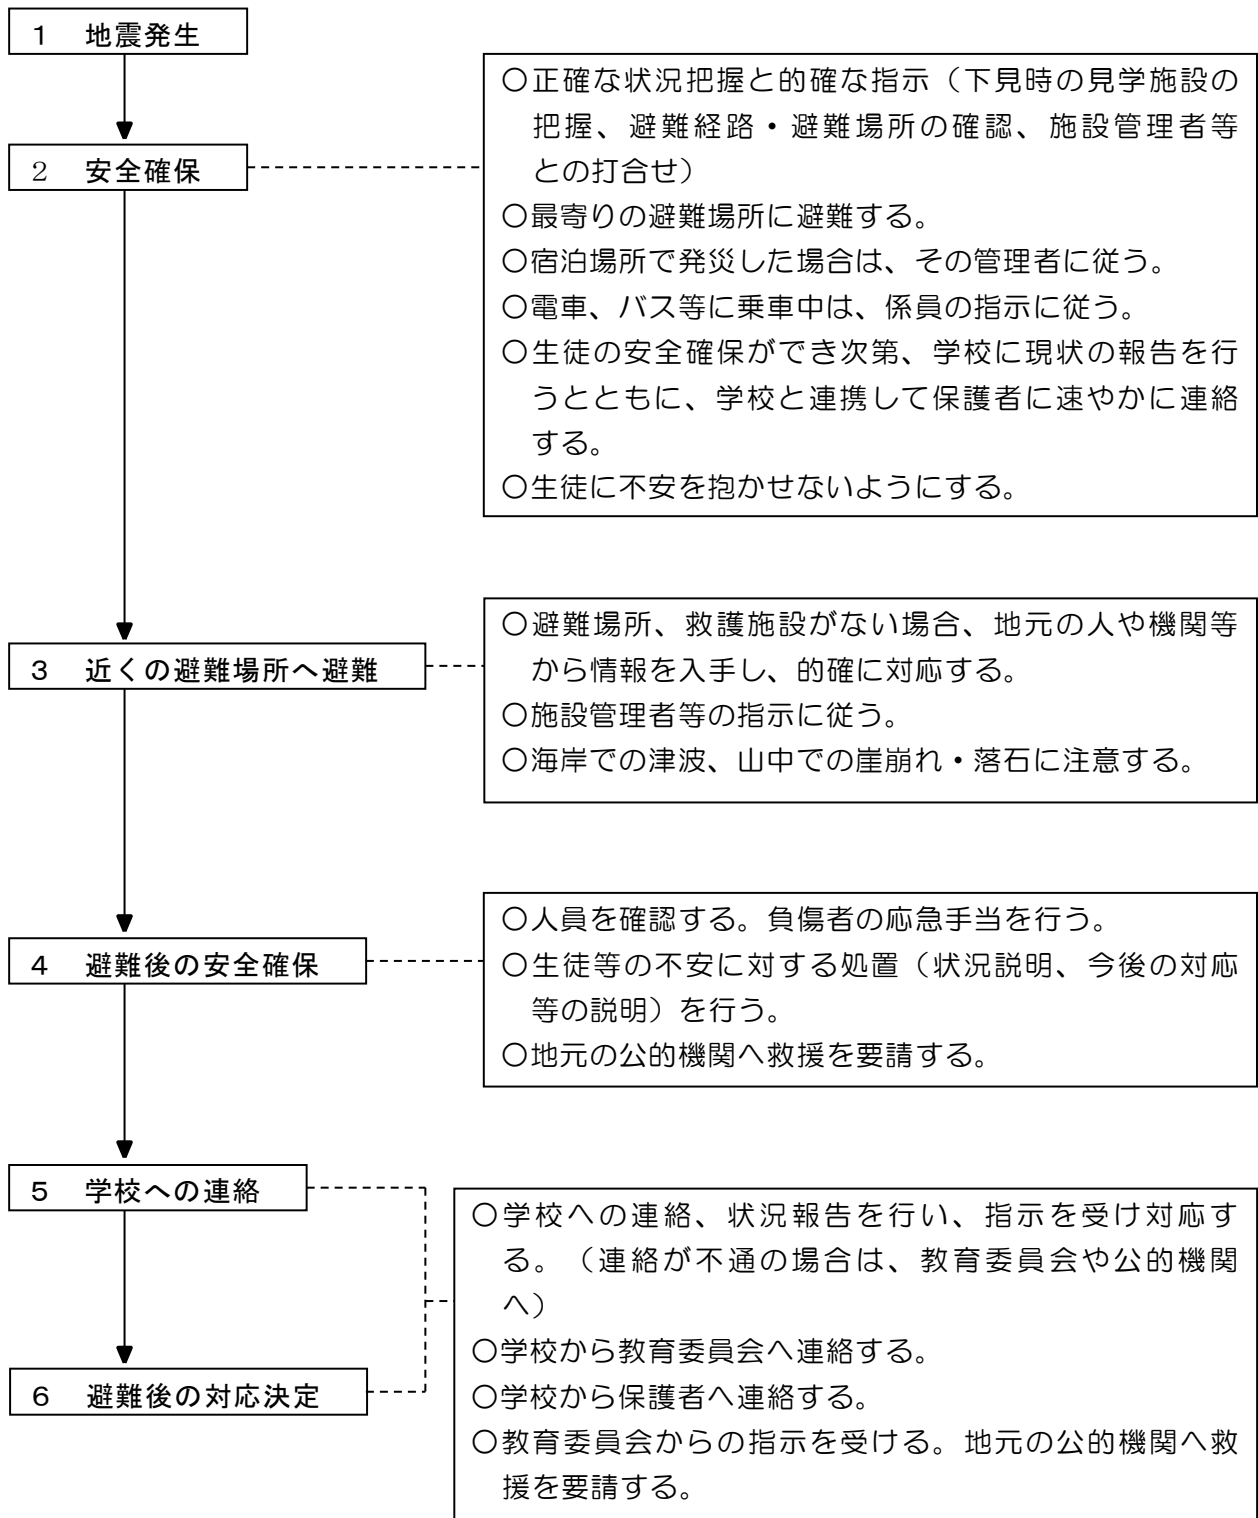 １　地震発生
２　安全確保
〇正確な状況把握と的確な指示（下見時の見学施設の
把握、避難経路・避難場所の確認、施設管理者等
との打合せ）
〇最寄りの避難場所に避難する。
〇宿泊場所で発災した場合は、その管理者に従う。
〇電車、バス等に乗車中は、係員の指示に従う。
〇生徒の安全確保ができ次第、学校に現状の報告を行
うとともに、学校と連携して保護者に速やかに連絡
する。
〇生徒に不安を抱かせないようにする。
３　近くの避難場所へ避難
〇避難場所、救護施設がない場合、地元の人や機関等
から情報を入手し、的確に対応する。
〇施設管理者等の指示に従う。
〇海岸での津波、山中での崖崩れ・落石に注意する。
４　避難後の安全確保
〇人員を確認する。負傷者の応急手当を行う。
〇生徒等の不安に対する処置（状況説明、今後の対応
等の説明）を行う。
〇地元の公的機関へ救援を要請する。
５　学校への連絡
６　避難後の対応決定
〇学校への連絡、状況報告を行い、指示を受け対応す
る。（連絡が不通の場合は、教育委員会や公的機関
へ）
〇学校から教育委員会へ連絡する。
〇学校から保護者へ連絡する。
〇教育委員会からの指示を受ける。地元の公的機関へ救
援を要請する。